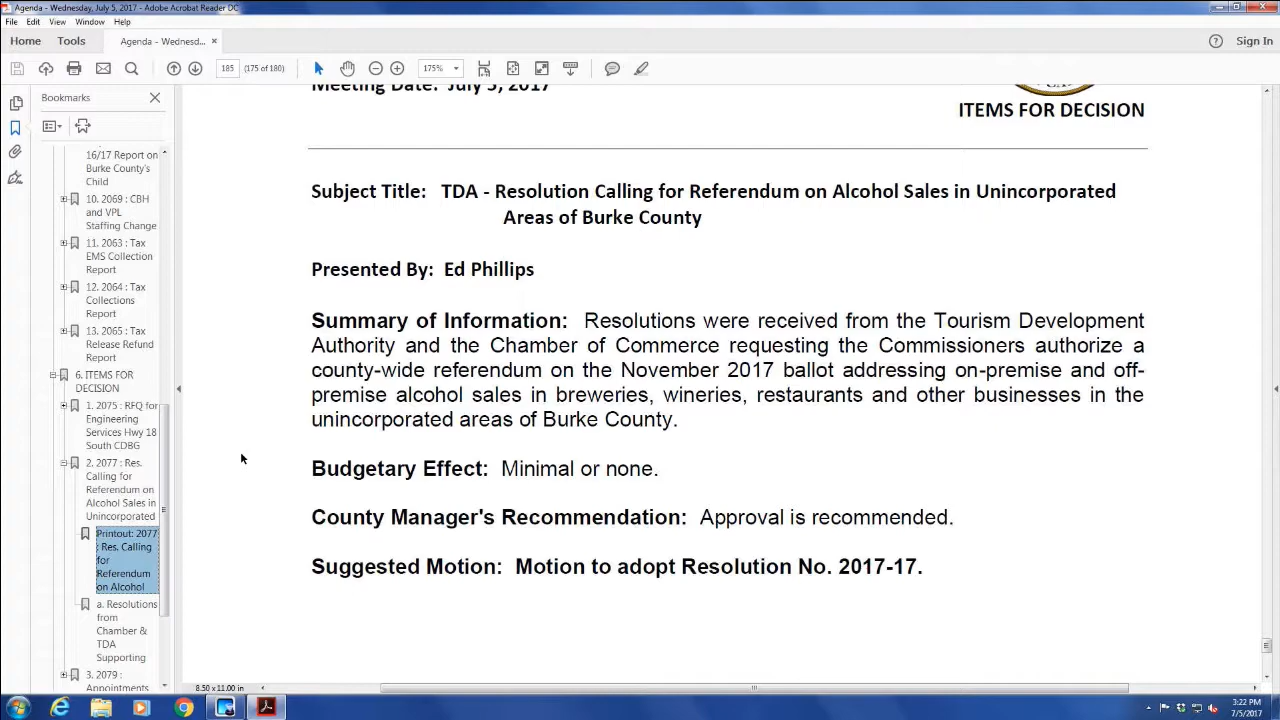 Agenda - Wednesday, July 5, 2017 - Adobe Acrobat Reader DC
File Edit View Window Help
Home Tools Agenda - Wednesd... × Sign In
185 (175 of 180) 175%
Bookmarks
16/17 Report on
Burke County's
Child
10. 2069 : CBH
and VPL
Staffing Change
11. 2063 : Tax
EMS Collection
Report
12. 2064 : Tax
Collections
Report
13. 2065 : Tax
Release Refund
Report
6. ITEMS FOR
DECISION
1. 2075 : RFQ for
Engineering
Services Hwy 18
South CDBG
2. 2077 : Res.
Calling for
Referendum on
Alcohol Sales in
Unincorporated
Printout: 2077
: Res. Calling
for
Referendum
on Alcohol
a. Resolutions
from
Chamber &
TDA
Supporting
3. 2079 :
Appointments
Meeting Date: July 5, 2017
ITEMS FOR DECISION
Subject Title: TDA - Resolution Calling for Referendum on Alcohol Sales in Unincorporated
Areas of Burke County
Presented By: Ed Phillips
Summary of Information: Resolutions were received from the Tourism Development
Authority and the Chamber of Commerce requesting the Commissioners authorize a
county-wide referendum on the November 2017 ballot addressing on-premise and off-
premise alcohol sales in breweries, wineries, restaurants and other businesses in the
unincorporated areas of Burke County.
Budgetary Effect: Minimal or none.
County Manager's Recommendation: Approval is recommended.
Suggested Motion: Motion to adopt Resolution No. 2017-17.
8.50 x 11.00 in
3:22 PM
7/5/2017